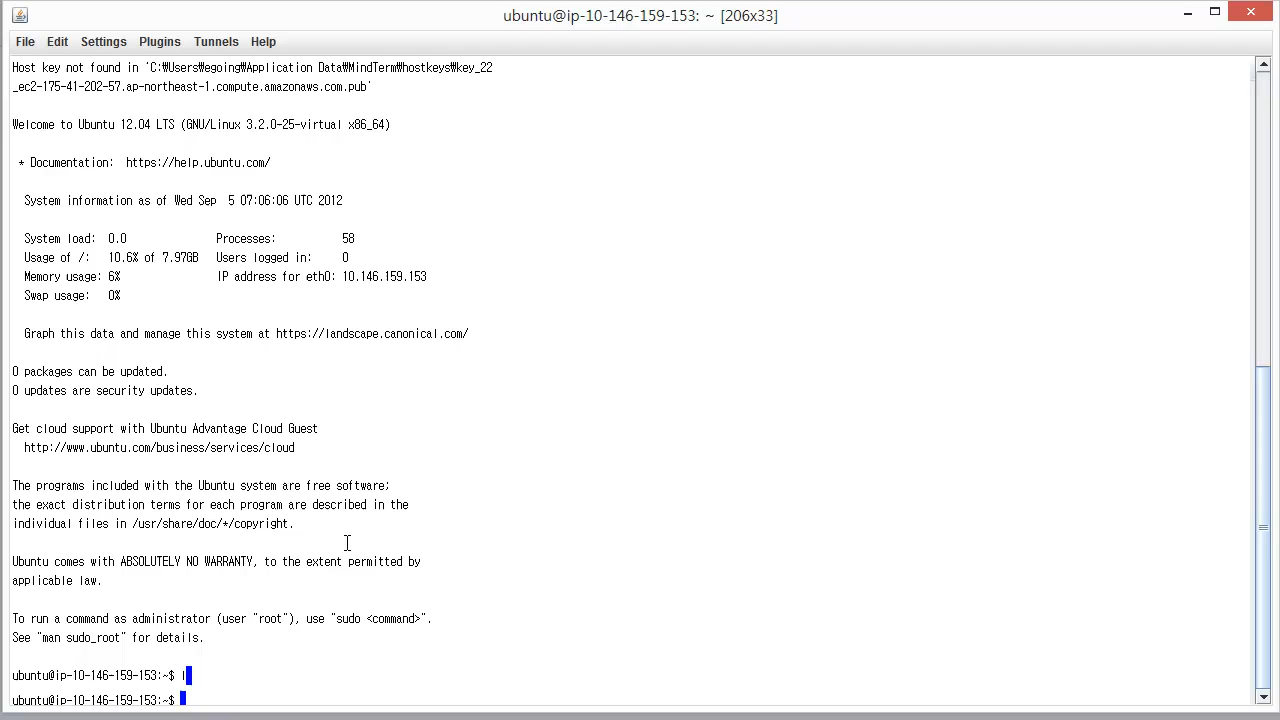 ubuntu@ip-10-146-159-153: ~ [206x33]
File Edit Settings Plugins Tunnels Help
Host key not found in 'C:₩Users₩egoing₩Application Data₩MindTerm₩hostkeys₩key_22
_ec2-175-41-202-57.ap-northeast-1.compute.amazonaws.com.pub'
Welcome to Ubuntu 12.04 LTS (GNU/Linux 3.2.0-25-virtual x86_64)
* Documentation: https://help.ubuntu.com/
System information as of Wed Sep 5 07:06:06 UTC 2012
System load: 0.0 Processes: 58
Usage of /: 10.6% of 7.97GB Users logged in: 0
Memory usage: 6% IP address for eth0: 10.146.159.153
Swap usage: 0%
Graph this data and manage this system at https://landscape.canonical.com/
0 packages can be updated.
0 updates are security updates.
Get cloud support with Ubuntu Advantage Cloud Guest
http://www.ubuntu.com/business/services/cloud
The programs included with the Ubuntu system are free software;
the exact distribution terms for each program are described in the
individual files in /usr/share/doc/*/copyright.
Ubuntu comes with ABSOLUTELY NO WARRANTY, to the extent permitted by
applicable law.
To run a command as administrator (user "root"), use "sudo <command>".
See "man sudo_root" for details.
ubuntu@ip-10-146-159-153:~$ l
ubuntu@ip-10-146-159-153:~$